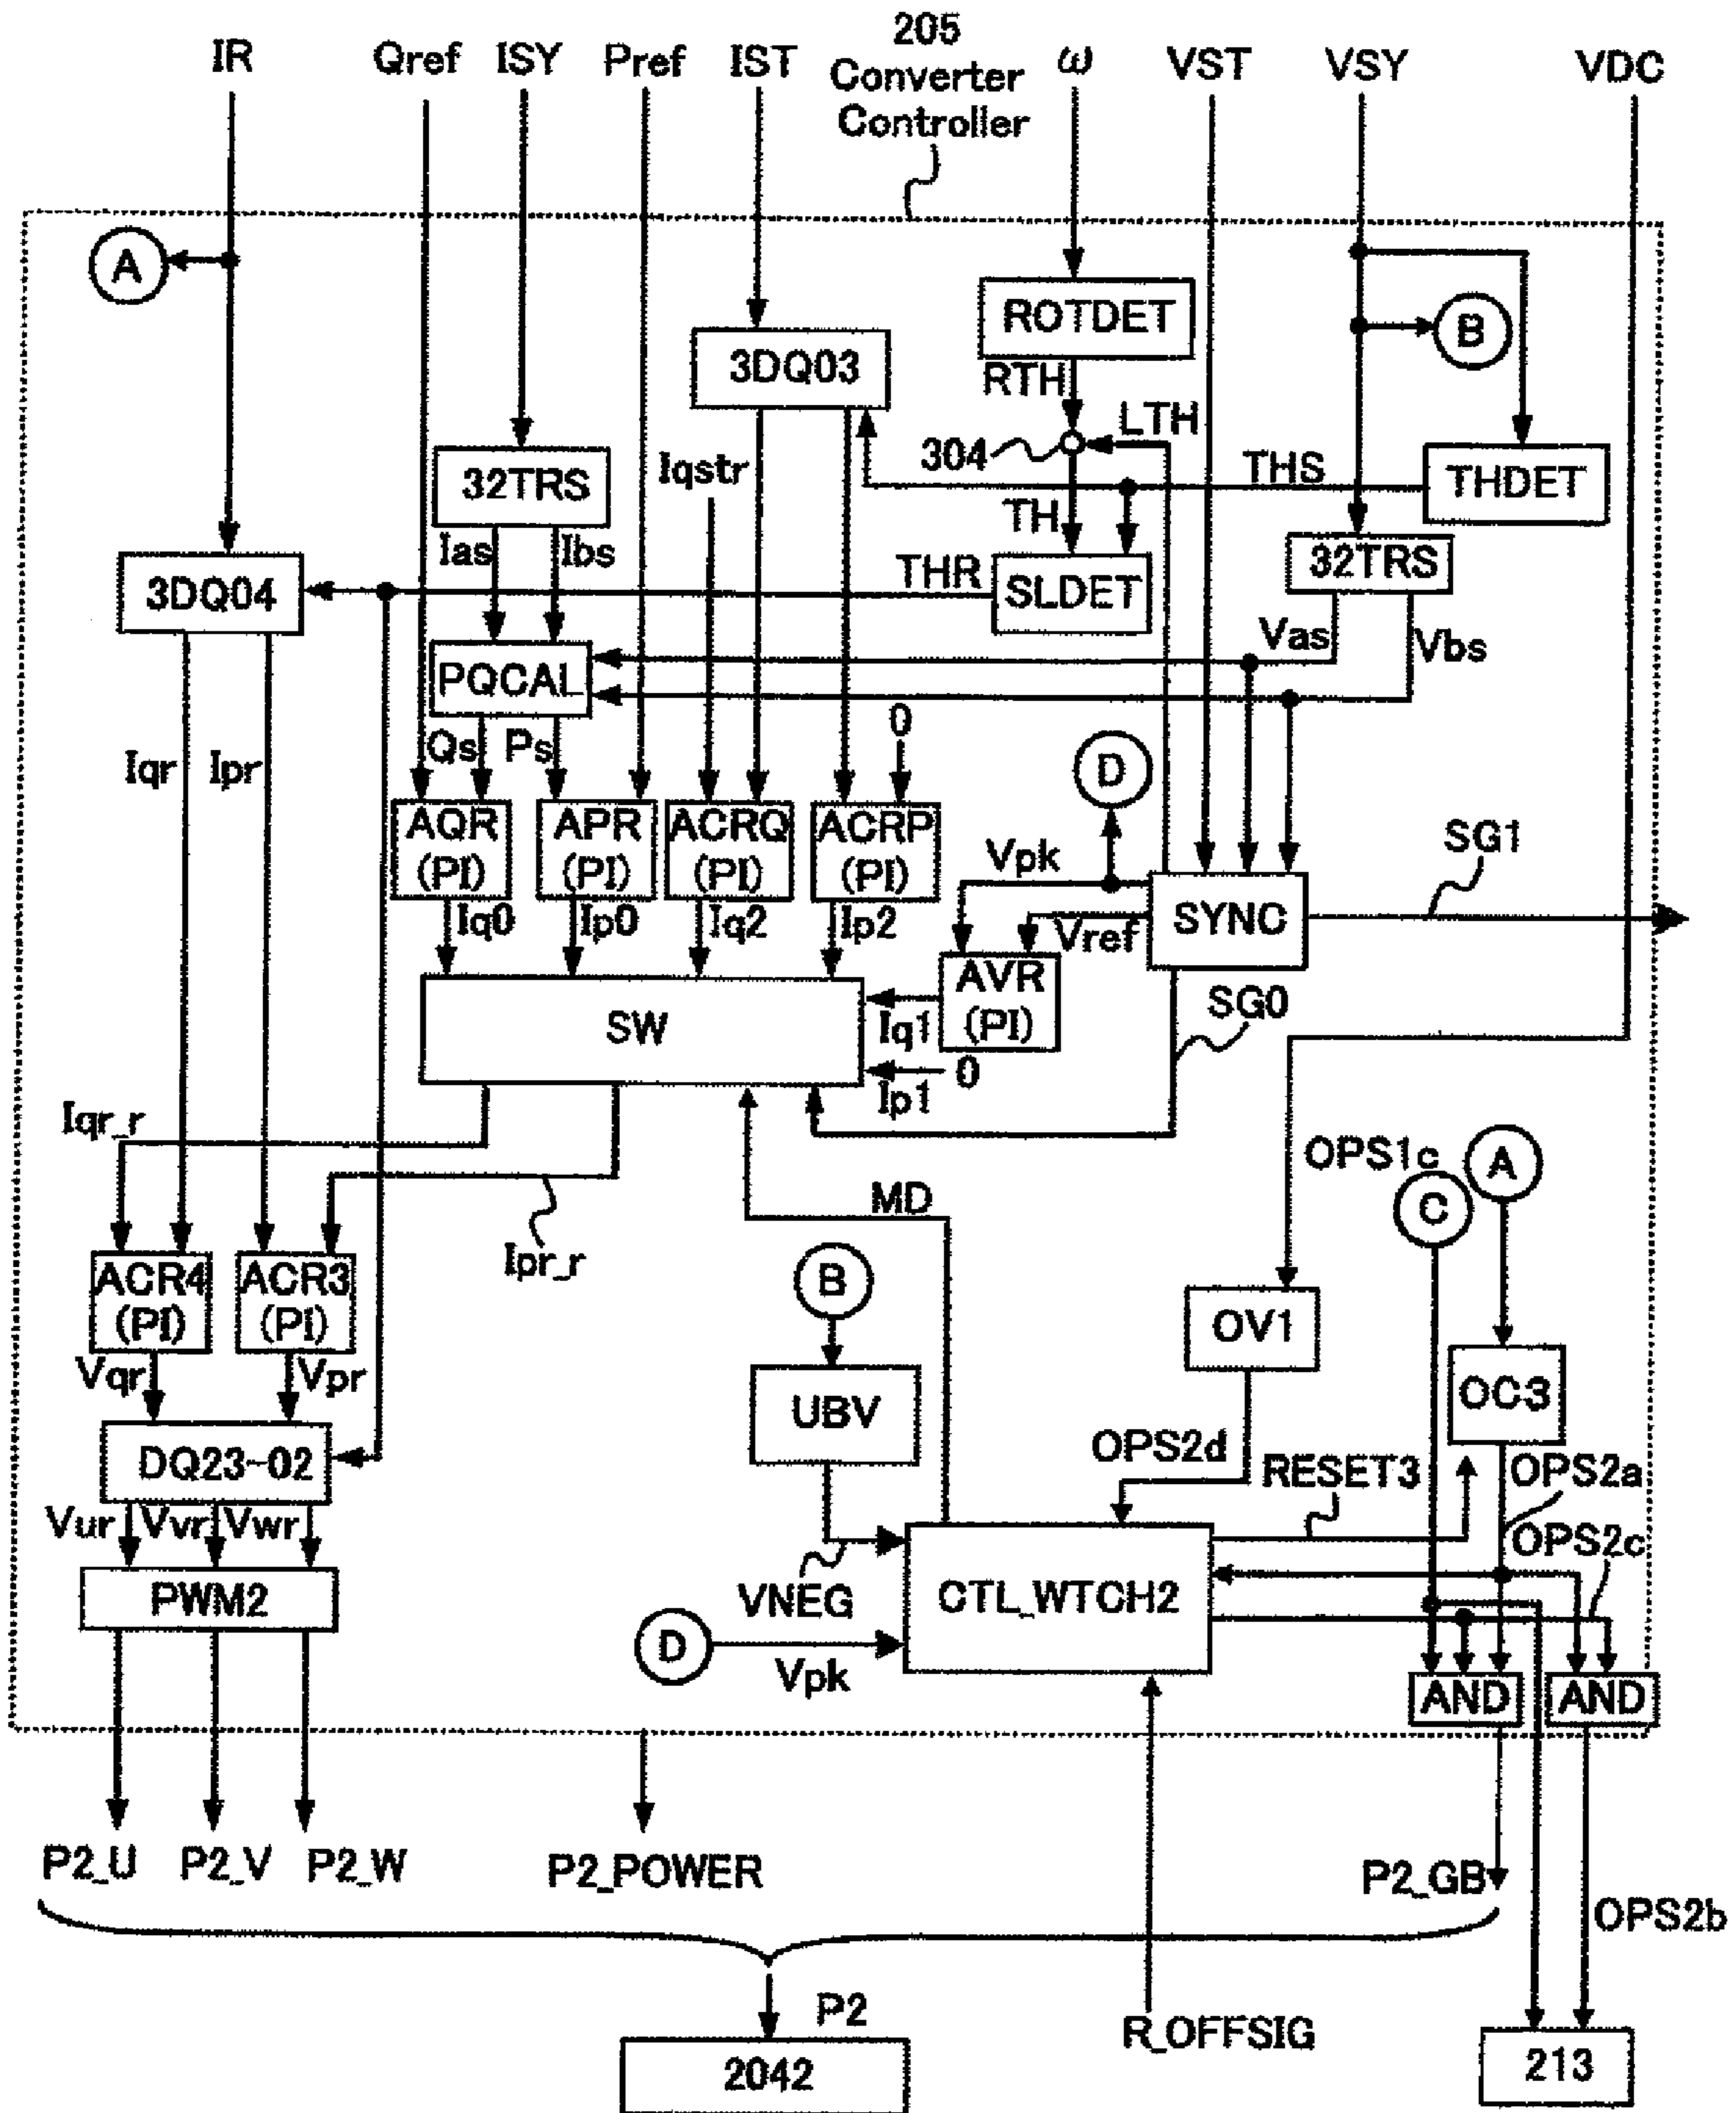 205
Converter
Controller
IR
Qref
ISY
Pref
IST
ω
VST
VSY
VDC
A
B
ROTDET
3DQ03
RTH
LTH
304
THS
THDET
32TRS
Iqstr
TH
Ias
Ibs
THR
SLDET
32TRS
3DQ04
Vas
Vbs
PQCAL
Iqr
Ipr
Qs
Ps
0
D
AQR
(PI)
APR
(PI)
ACRQ
(PI)
ACRP
(PI)
Vpk
SG1
Iq0
Ip0
Iq2
Ip2
Vref
SYNC
AVR
(PI)
SW
Iq1
SG0
0
Ip1
Iqr_r
OPS1c
A
MD
C
Ipr_r
ACR4
(PI)
ACR3
(PI)
B
OV1
Vqr
Vpr
UBV
OC3
DQ23-02
OPS2d
RESET3
OPS2a
Vur
Vvr
Vwr
OPS2c
PWM2
VNEG
CTL_WTCH2
D
Vpk
AND
AND
P2_U
P2_V
P2_W
P2_POWER
P2_GB
OPS2b
P2
R_OFFSIG
2042
213